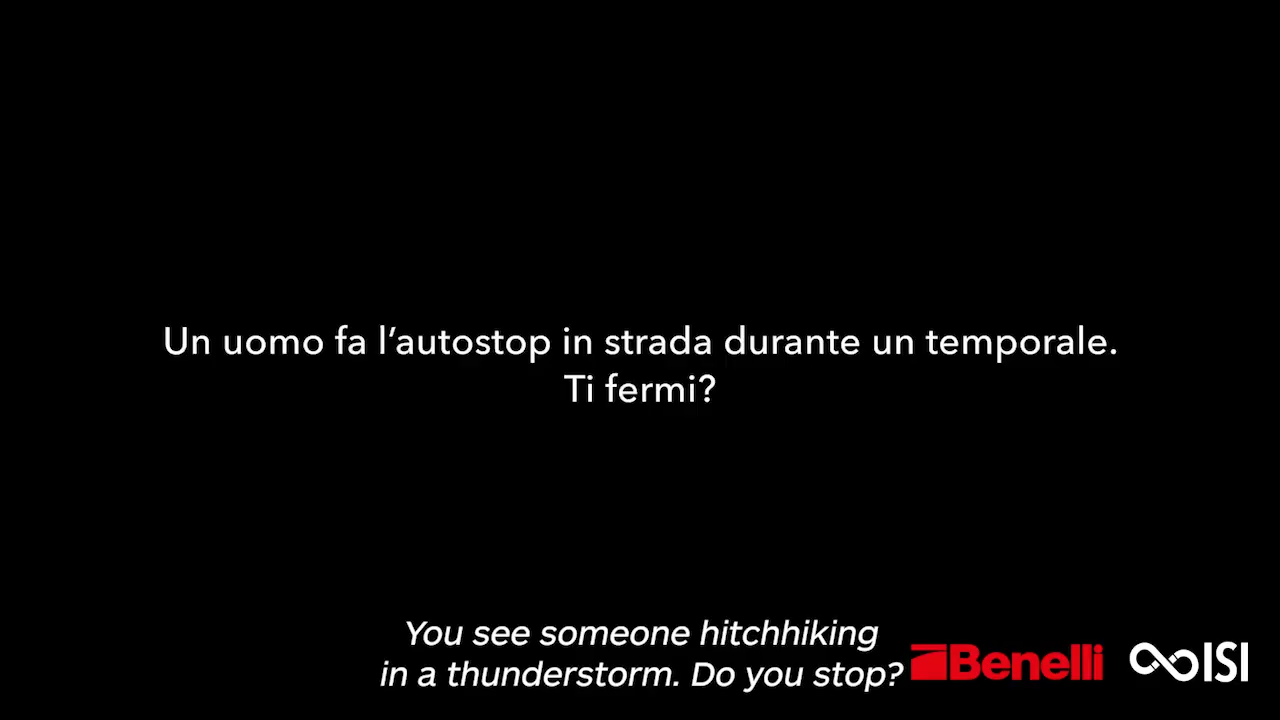 Un uomo fa l’autostop in strada durante un temporale.
Ti fermi?
You see someone hitchhiking
in a thunderstorm. Do you stop?
Benelli
ISI